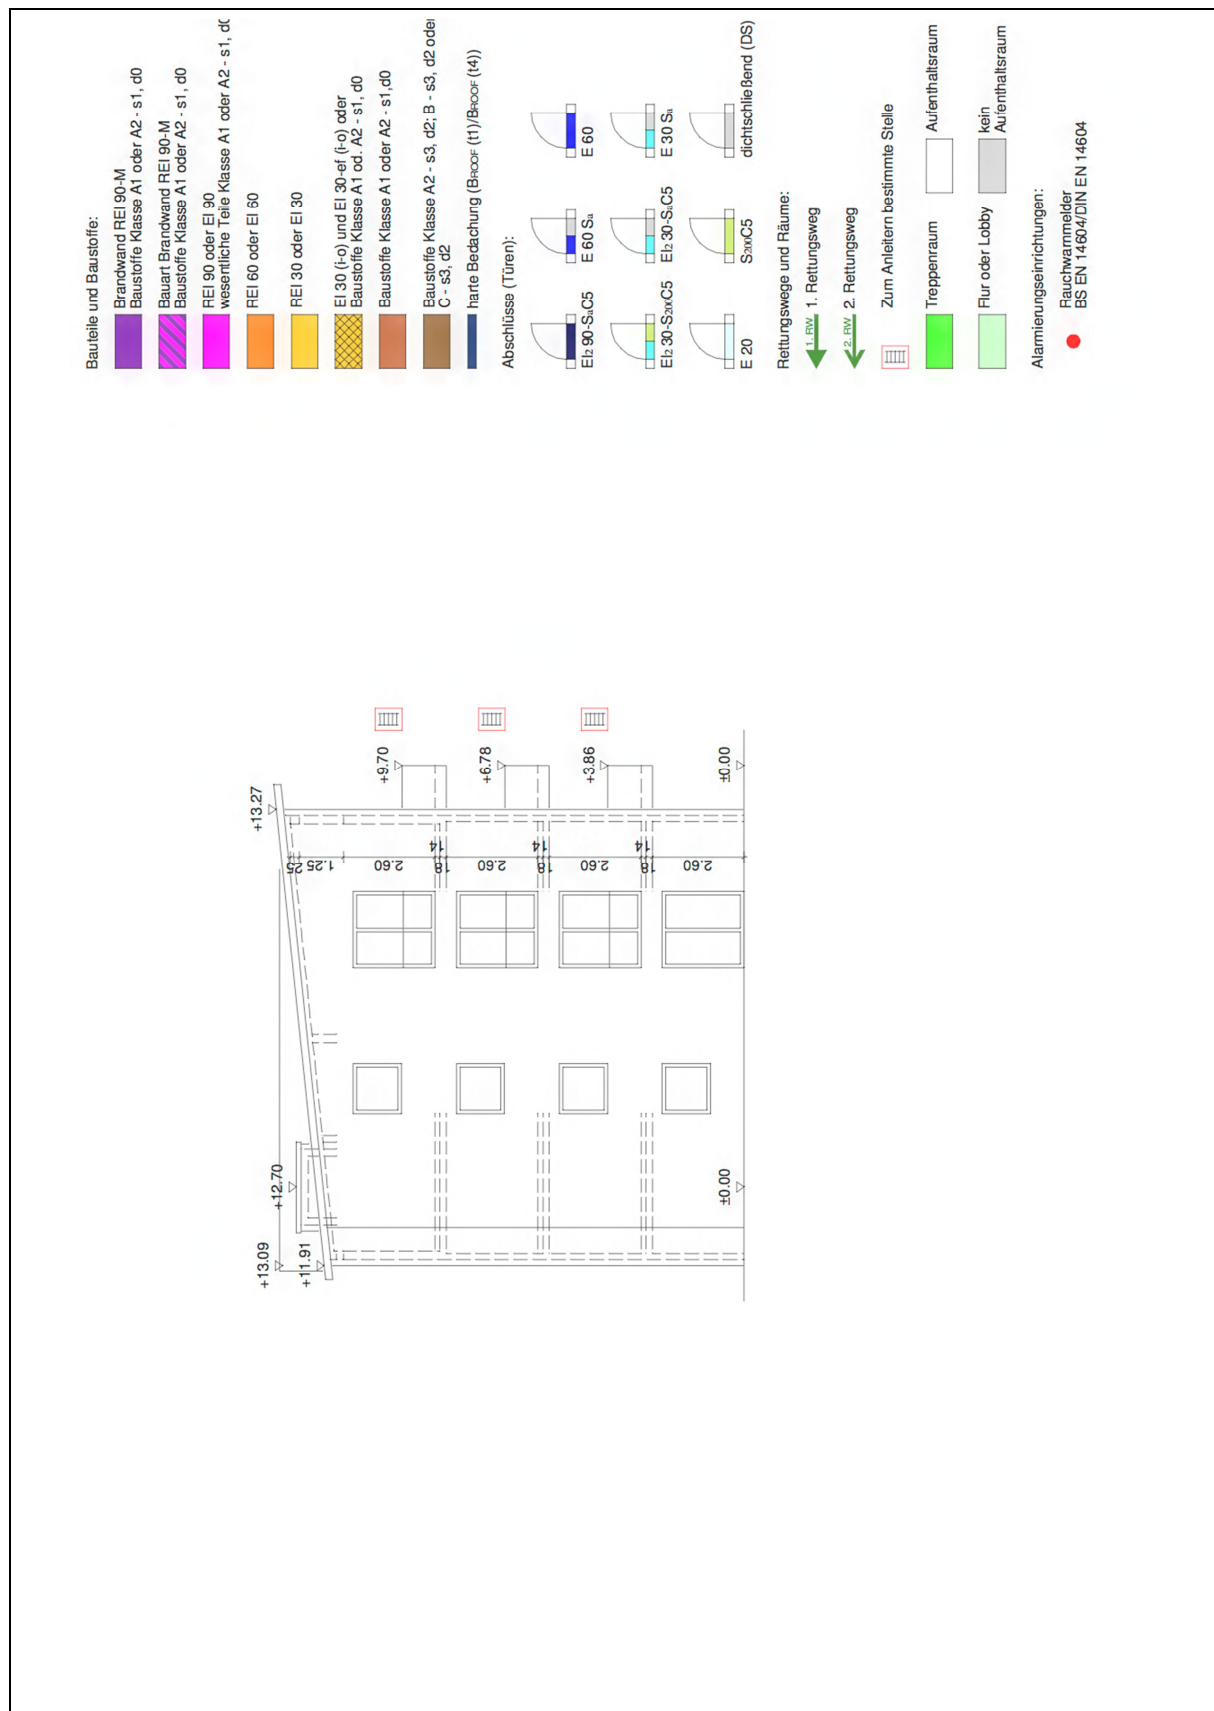 Bauteile und Baustoffe:
Brandwand REI 90-M
Baustoffe Klasse A1 oder A2 - s1, d0
Bauart Brandwand REI 90-M
Baustoffe Klasse A1 oder A2 - s1, d0
REI 90 oder EI 90
wesentliche Teile Klasse A1 oder A2 - s1, d0
REI 60 oder EI 60
REI 30 oder EI 30
EI 30 (i-o) und EI 30-ef (i-o) oder
Baustoffe Klasse A1 od. A2 - s1, d0
Baustoffe Klasse A1 oder A2 - s1,d0
Baustoffe Klasse A2 - s3, d2; B - s3, d2 oder
C - s3, d2
harte Bedachung (BROOF (t1)/BROOF (t4))
Abschlüsse (Türen):
EI2 90-SaC5
E 60 Sa
E 60
EI2 30-S200C5
EI2 30-SaC5
E 30 Sa
E 20
S200C5
dichtschließend (DS)
Rettungswege und Räume:
1. RW
1. Rettungsweg
2. RW
2. Rettungsweg
Zum Anleitern bestimmte Stelle
Treppenraum
Aufenthaltsraum
Flur oder Lobby
kein
Aufenthaltsraum
Alarmierungseinrichtungen:
Rauchwarnmelder
BS EN 14604/DIN EN 14604
+13.09
+12.70
+13.27
+11.91
25
1.25
+9.70
2.60
14
18
+6.78
2.60
14
18
+3.86
2.60
14
18
2.60
±0.00
±0.00